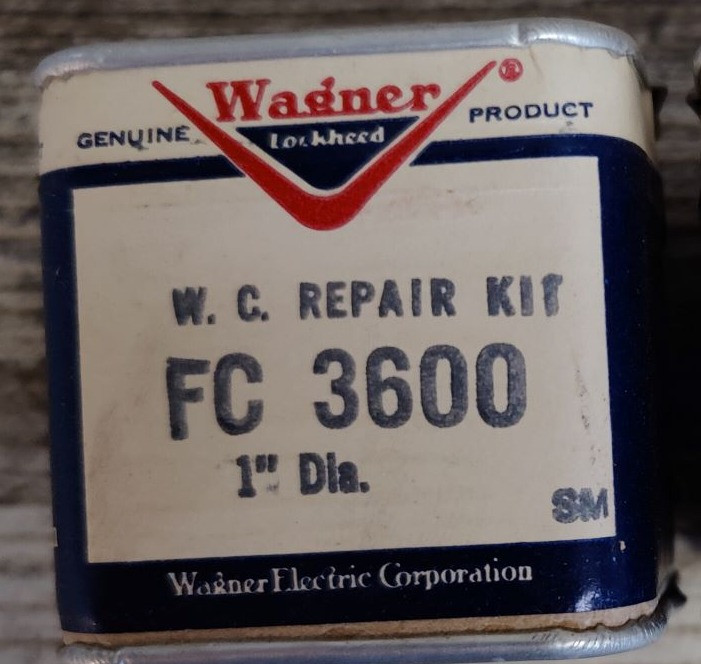 Wagner ®
GENUINE Lockheed PRODUCT
W. C. REPAIR KIT
FC 3600
1" Dia.
SM
Wagner Electric Corporation